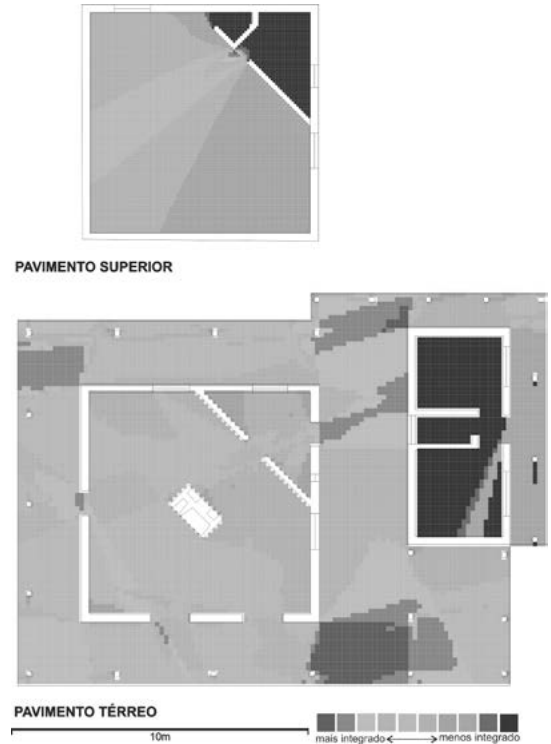 PAVIMENTO SUPERIOR
PAVIMENTO TÉRREO
10m
mais integrado menos integrado